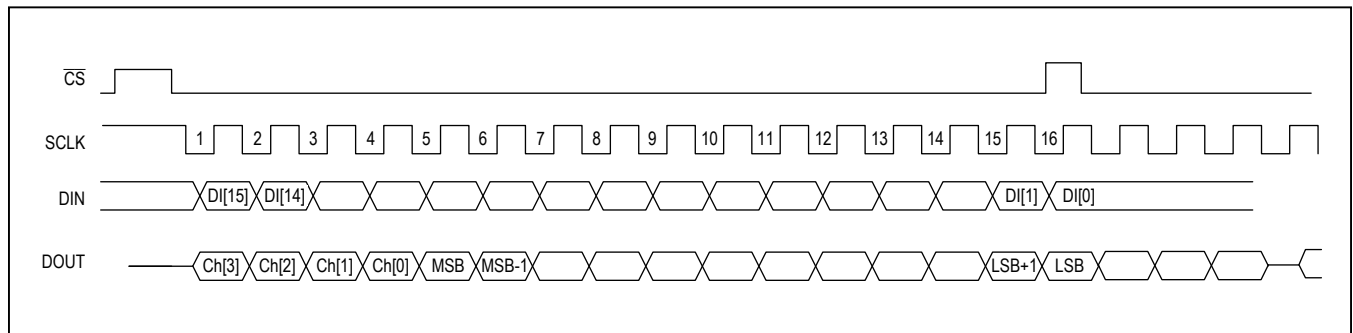 CS
SCLK 1 2 3 4 5 6 7 8 9 10 11 12 13 14 15 16
DIN DI[15] DI[14] DI[1] DI[0]
DOUT Ch[3] Ch[2] Ch[1] Ch[0] MSB MSB-1 LSB+1 LSB